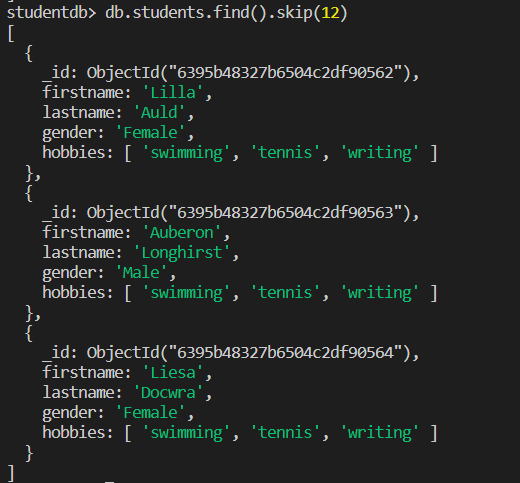 studentdb> db.students.find().skip(12)
[
  {
    _id: ObjectId("6395b48327b6504c2df90562"),
    firstname: 'Lilla',
    lastname: 'Auld',
    gender: 'Female',
    hobbies: [ 'swimming', 'tennis', 'writing' ]
  },
  {
    _id: ObjectId("6395b48327b6504c2df90563"),
    firstname: 'Auberon',
    lastname: 'Longhirst',
    gender: 'Male',
    hobbies: [ 'swimming', 'tennis', 'writing' ]
  },
  {
    _id: ObjectId("6395b48327b6504c2df90564"),
    firstname: 'Liesa',
    lastname: 'Docwra',
    gender: 'Female',
    hobbies: [ 'swimming', 'tennis', 'writing' ]
  }
]